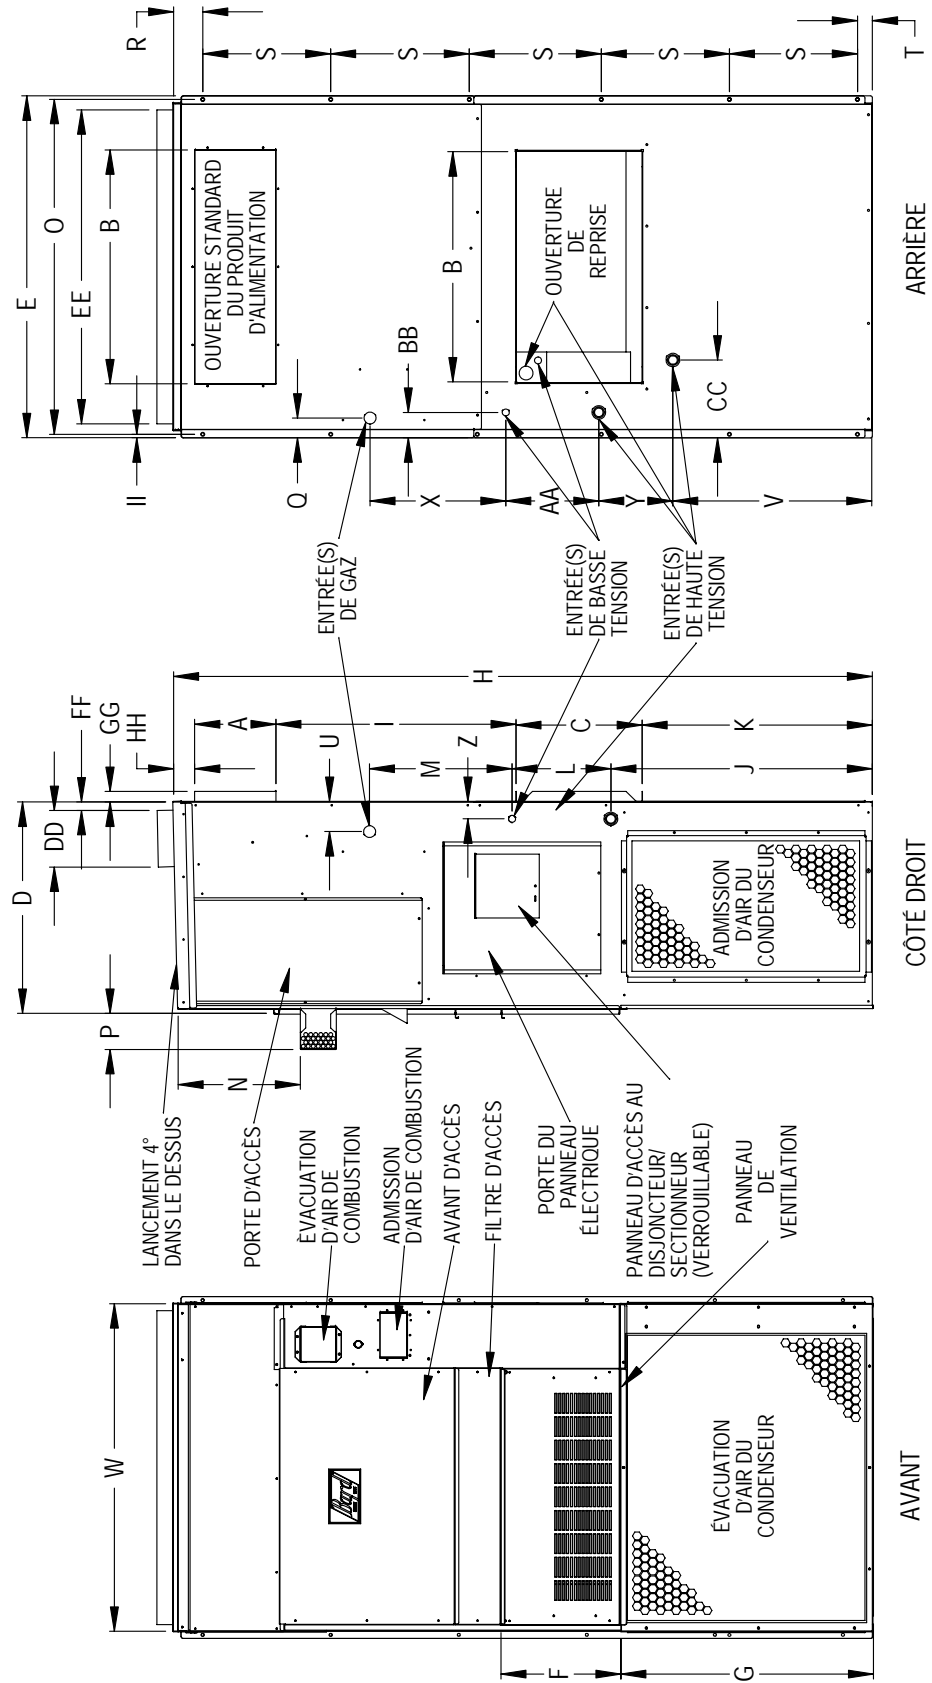 W
AVANT
F
G
Bard
ÉVACUATION
D'AIR DU
CONDENSEUR
LANCEMENT 4°
DANS LE DESSUS
PORTE D'ACCÈS
ÈVACUATION
D'AIR DE
COMBUSTION
ADMISSION
D'AIR DE COMBUSTION
AVANT D'ACCÈS
FILTRE D'ACCÈS
PORTE DU
PANNEAU
ÉLECTRIQUE
PANNEAU D'ACCÈS AU
DISJONCTEUR/
SECTIONNEUR
(VERROUILLABLE)
PANNEAU
DE
VENTILATION
P
D
DD
HH
GG
FF
N
A
I
U
M
Z
C
L
K
J
H
ADMISSION
D'AIR DU
CONDENSEUR
CÔTÉ DROIT
ENTRÉE(S)
DE GAZ
ENTRÉE(S)
DE BASSE
TENSION
ENTRÉE(S)
DE HAUTE
TENSION
II
E
O
EE
B
Q
BB
OUVERTURE STANDARD
DU PRODUIT
D'ALIMENTATION
B
OUVERTURE
DE
REPRISE
CC
X
AA
Y
V
R
S
S
S
S
S
T
ARRIÈRE